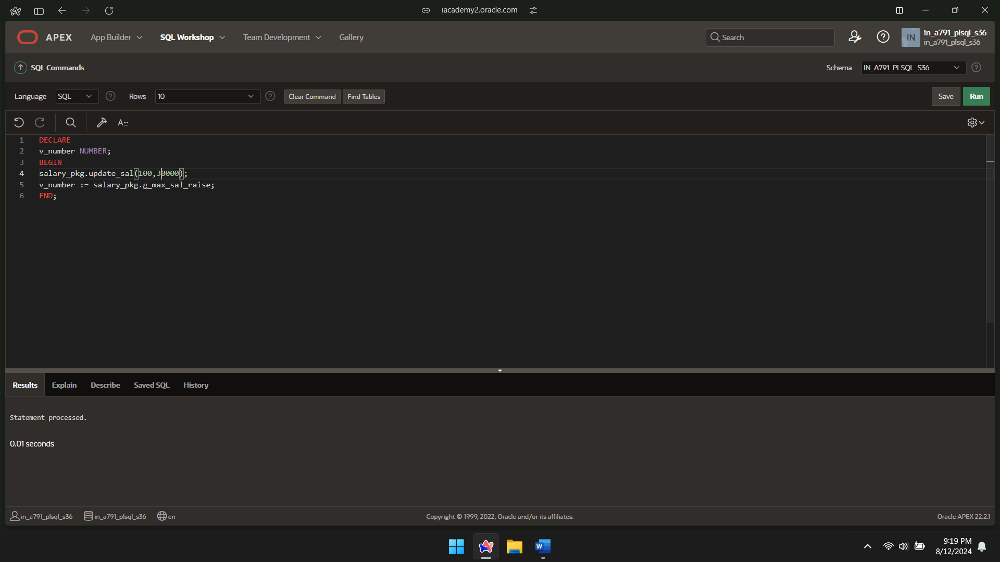 iacademy2.oracle.com
APEX App Builder SQL Workshop Team Development Gallery Search IN in_a791_plsql_s36
in_a791_plsql_s36
SQL Commands Schema IN_A791_PLSQL_S36
Language SQL Rows 10 Clear Command Find Tables Save Run
A::
1 DECLARE
2 v_number NUMBER;
3 BEGIN
4 salary_pkg.update_sal(100,30000);
5 v_number := salary_pkg.g_max_sal_raise;
6 END;
Results Explain Describe Saved SQL History
Statement processed.
0.01 seconds
in_a791_plsql_s36 in_a791_plsql_s36 en Copyright © 1999, 2022, Oracle and/or its affiliates. Oracle APEX 22.2.1
W 9:19 PM
8/12/2024